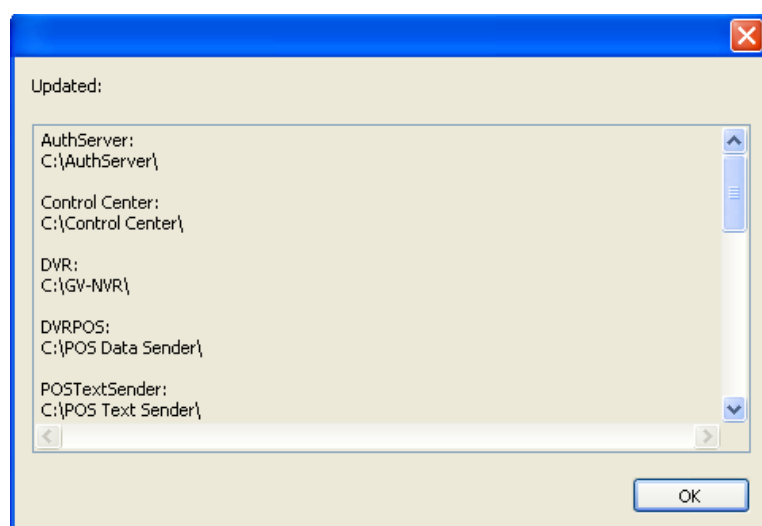 Updated:
AuthServer:
C:\AuthServer\
Control Center:
C:\Control Center\
DVR:
C:\GV-NVR\
DVRPOS:
C:\POS Data Sender\
POSTextSender:
C:\POS Text Sender\
OK